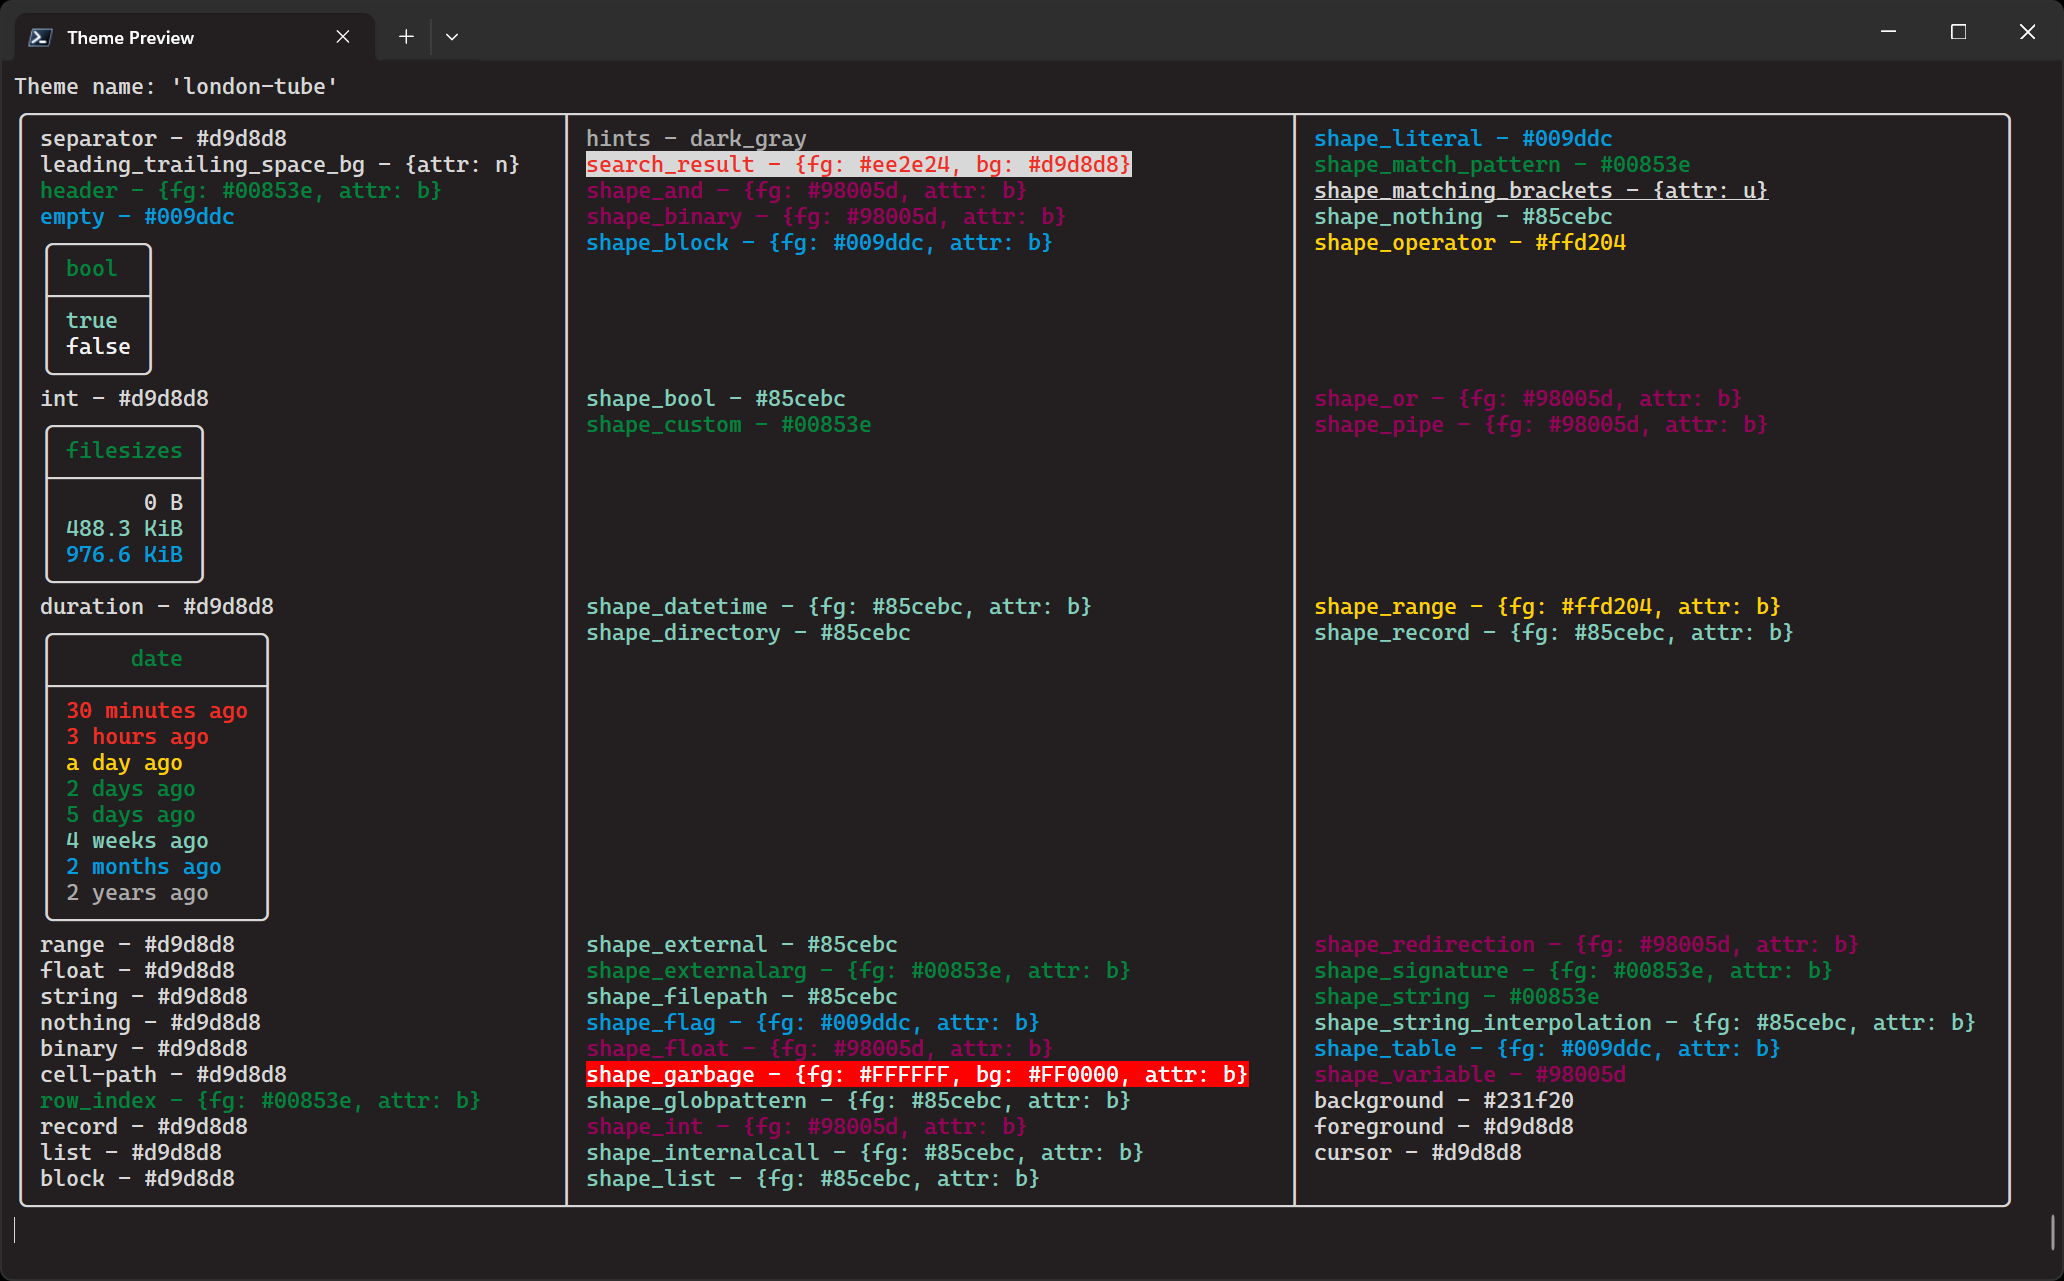 Theme Preview
Theme name: 'london-tube'
separator - #d9d8d8
leading_trailing_space_bg - {attr: n}
header - {fg: #00853e, attr: b}
empty - #009ddc
bool
true
false
int - #d9d8d8
filesizes
0 B
488.3 KiB
976.6 KiB
duration - #d9d8d8
date
30 minutes ago
3 hours ago
a day ago
2 days ago
5 days ago
4 weeks ago
2 months ago
2 years ago
range - #d9d8d8
float - #d9d8d8
string - #d9d8d8
nothing - #d9d8d8
binary - #d9d8d8
cell-path - #d9d8d8
row_index - {fg: #00853e, attr: b}
record - #d9d8d8
list - #d9d8d8
block - #d9d8d8
hints - dark_gray
search_result - {fg: #ee2e24, bg: #d9d8d8}
shape_and - {fg: #98005d, attr: b}
shape_binary - {fg: #98005d, attr: b}
shape_block - {fg: #009ddc, attr: b}
shape_bool - #85cebc
shape_custom - #00853e
shape_datetime - {fg: #85cebc, attr: b}
shape_directory - #85cebc
shape_external - #85cebc
shape_externalarg - {fg: #00853e, attr: b}
shape_filepath - #85cebc
shape_flag - {fg: #009ddc, attr: b}
shape_float - {fg: #98005d, attr: b}
shape_garbage - {fg: #FFFFFF, bg: #FF0000, attr: b}
shape_globpattern - {fg: #85cebc, attr: b}
shape_int - {fg: #98005d, attr: b}
shape_internalcall - {fg: #85cebc, attr: b}
shape_list - {fg: #85cebc, attr: b}
shape_literal - #009ddc
shape_match_pattern - #00853e
shape_matching_brackets - {attr: u}
shape_nothing - #85cebc
shape_operator - #ffd204
shape_or - {fg: #98005d, attr: b}
shape_pipe - {fg: #98005d, attr: b}
shape_range - {fg: #ffd204, attr: b}
shape_record - {fg: #85cebc, attr: b}
shape_redirection - {fg: #98005d, attr: b}
shape_signature - {fg: #00853e, attr: b}
shape_string - #00853e
shape_string_interpolation - {fg: #85cebc, attr: b}
shape_table - {fg: #009ddc, attr: b}
shape_variable - #98005d
background - #231f20
foreground - #d9d8d8
cursor - #d9d8d8